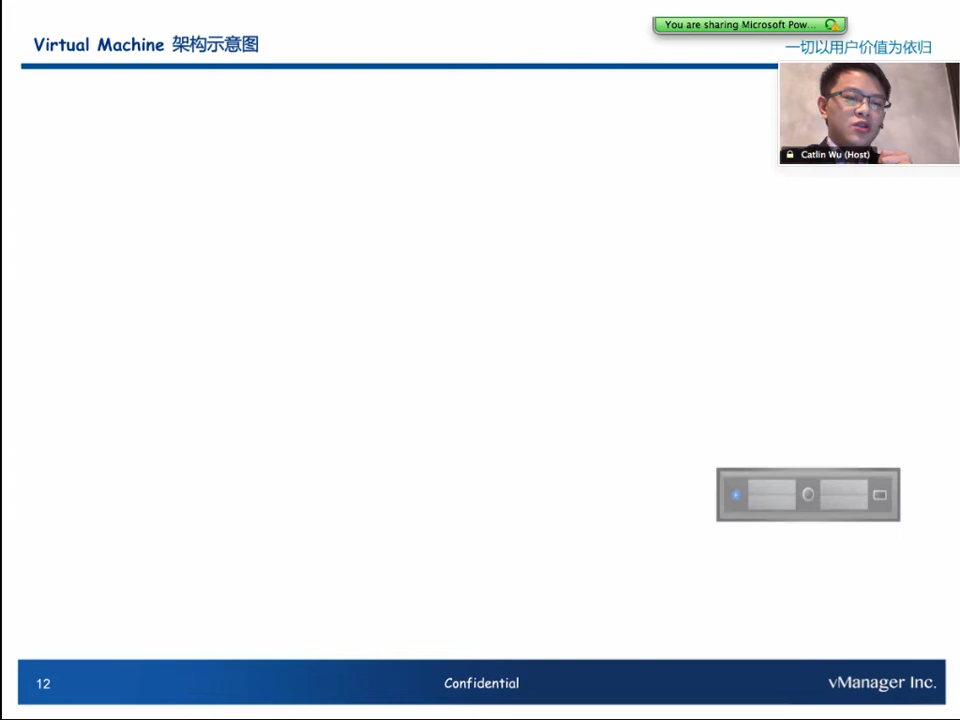 You are sharing Microsoft Pow...
Virtual Machine 架构示意图
一切以用户价值为依归
Catlin Wu (Host)
12
Confidential
vManager Inc.